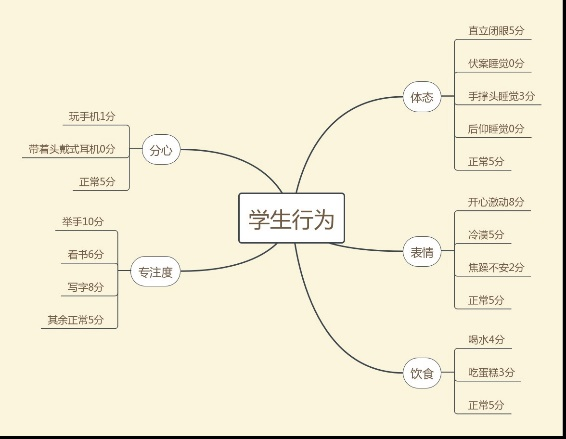 学生行为
体态
直立闭眼5分
伏案睡觉0分
手撑头睡觉3分
后仰睡觉0分
正常5分
表情
开心激动8分
冷漠5分
焦躁不安2分
正常5分
饮食
喝水4分
吃蛋糕3分
正常5分
分心
玩手机1分
带着头戴式耳机0分
正常5分
专注度
举手10分
看书6分
写字8分
其余正常5分